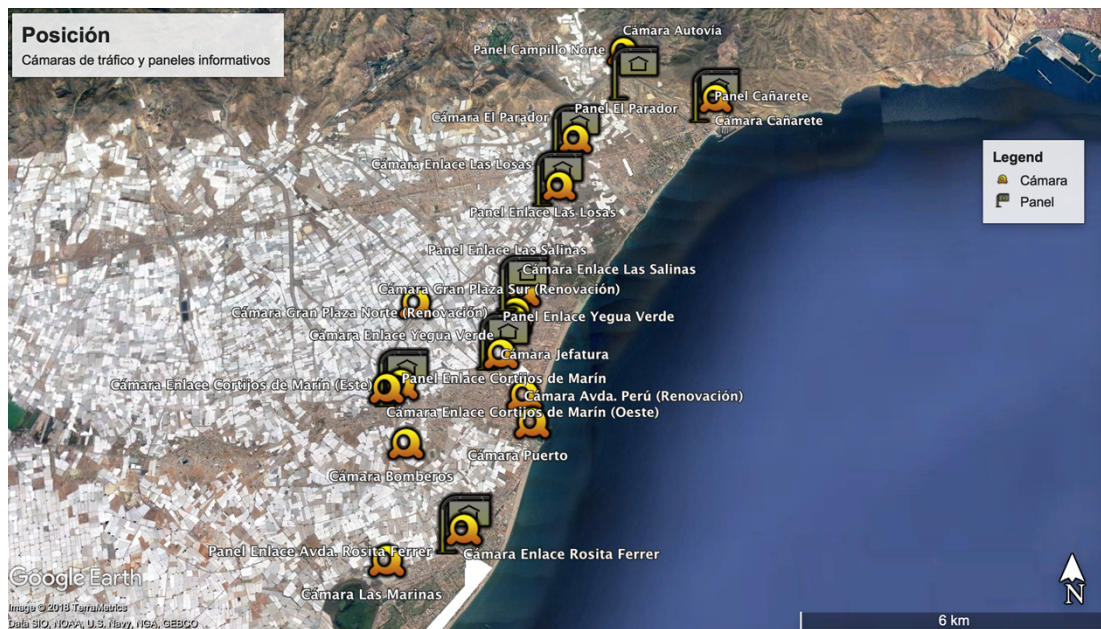 Posición
Cámaras de tráfico y paneles informativos
Cámara Autovía
Panel Campillo Norte
Panel Cañarete
Panel El Parador
Cámara El Parador
Cámara Cañarete
Cámara Enlace Las Losas
Legend
Cámara
Panel
Panel Enlace Las Losas
Panel Enlace Las Salinas
Cámara Enlace Las Salinas
Cámara Gran Plaza Sur (Renovación)
Cámara Gran Plaza Norte (Renovación)
Panel Enlace Yegua Verde
Cámara Enlace Yegua Verde
Cámara Jefatura
Panel Enlace Cortijos de Marín
Cámara Enlace Cortijos de Marín (Este)
Cámara Avda. Perú (Renovación)
Cámara Enlace Cortijos de Marín (Oeste)
Cámara Puerto
Cámara Bomberos
Panel Enlace Avda. Rosita Ferrer
Cámara Enlace Rosita Ferrer
Cámara Las Marinas
Google Earth
Image © 2018 TerraMetrics
Data SIO, NOAA, U.S. Navy, NGA, GEBCO
N
6 km